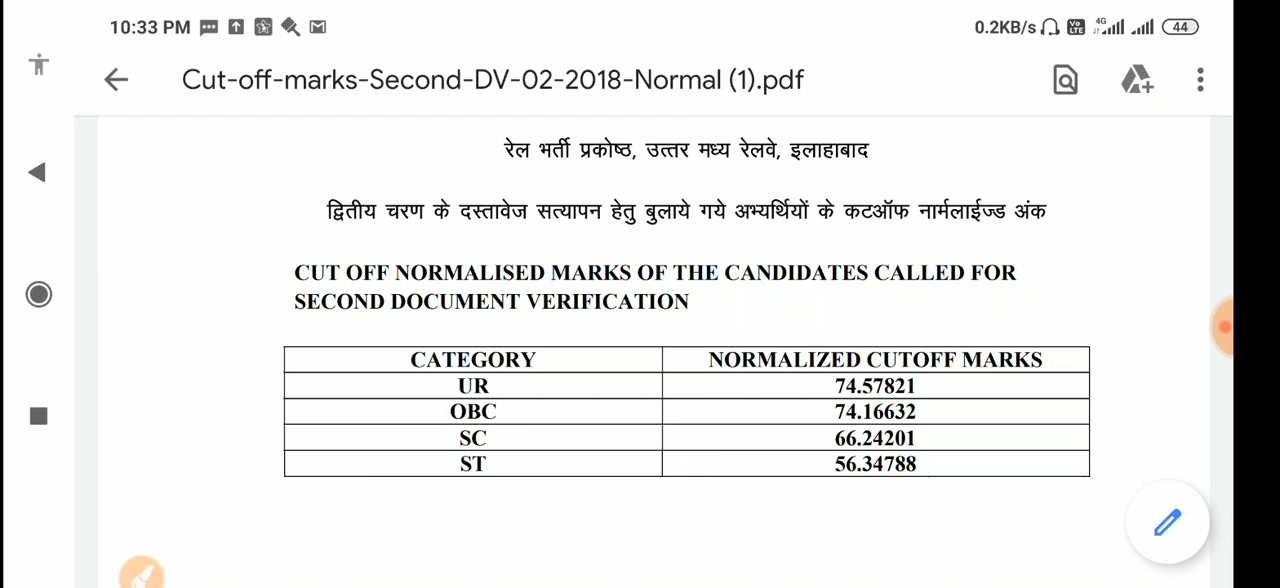 10:33 PM 0.2KB/s Vo LTE 4G 44
Cut-off-marks-Second-DV-02-2018-Normal (1).pdf
रेल भर्ती प्रकोष्ठ, उत्तर मध्य रेलवे, इलाहाबाद
द्वितीय चरण के दस्तावेज सत्यापन हेतु बुलाये गये अभ्यर्थियों के कटऑफ नार्मलाईज्ड अंक
CUT OFF NORMALISED MARKS OF THE CANDIDATES CALLED FOR
SECOND DOCUMENT VERIFICATION
CATEGORY NORMALIZED CUTOFF MARKS
UR 74.57821
OBC 74.16632
SC 66.24201
ST 56.34788